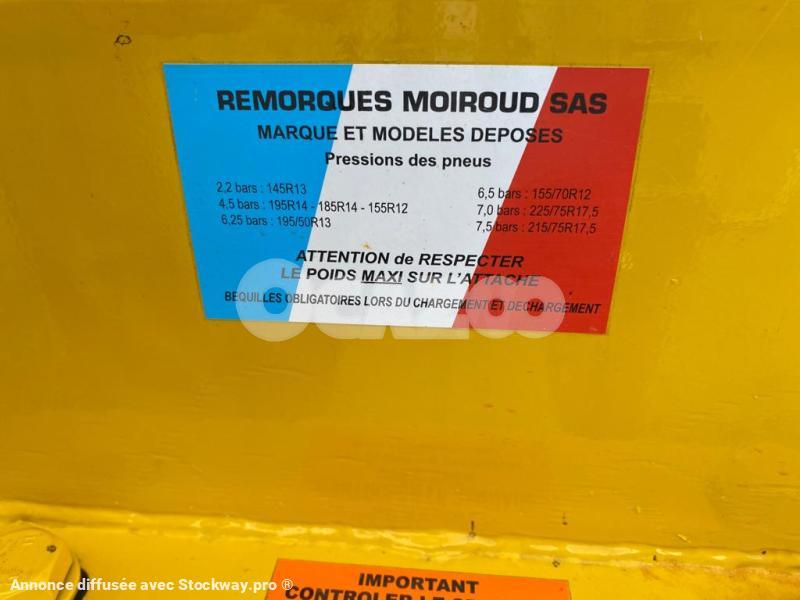 REMORQUES MOIROUD SAS
MARQUE ET MODELES DEPOSES
Pressions des pneus
2,2 bars : 145R13
4,5 bars : 195R14 - 185R14 - 155R12
6,25 bars : 195/50R13
6,5 bars : 155/70R12
7,0 bars : 225/75R17,5
7,5 bars : 215/75R17,5
ATTENTION de RESPECTER
LE POIDS MAXI SUR L'ATTACHE
BEQUILLES OBLIGATOIRES LORS DU CHARGEMENT ET DECHARGEMENT
IMPORTANT
CONTROLER LE
Annonce diffusée avec Stockway.pro ®